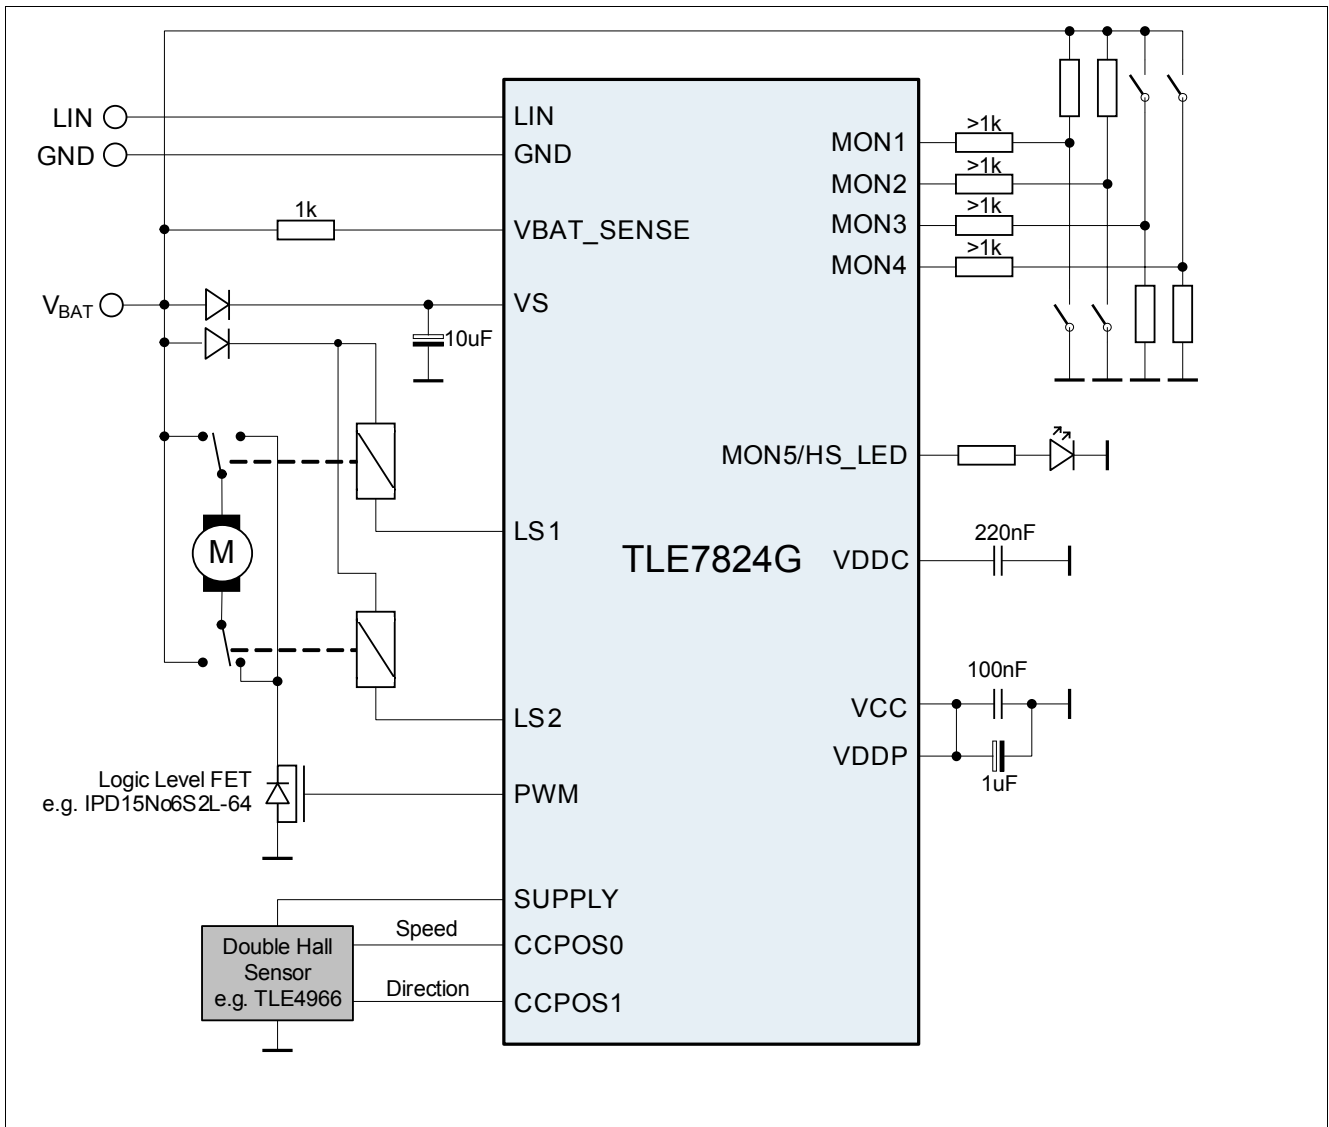 LIN
GND
1k
VBAT
LIN
GND
VBAT_SENSE
VS
10uF
LS1
M
LS2
Logic Level FET
e.g. IPD15No6S2L-64
PWM
SUPPLY
Double Hall
Sensor
e.g. TLE4966
Speed
CCPOS0
Direction
CCPOS1
TLE7824G
MON1
>1k
MON2
>1k
MON3
>1k
MON4
>1k
MON5/HS_LED
VDDC
220nF
VCC
100nF
VDDP
1uF